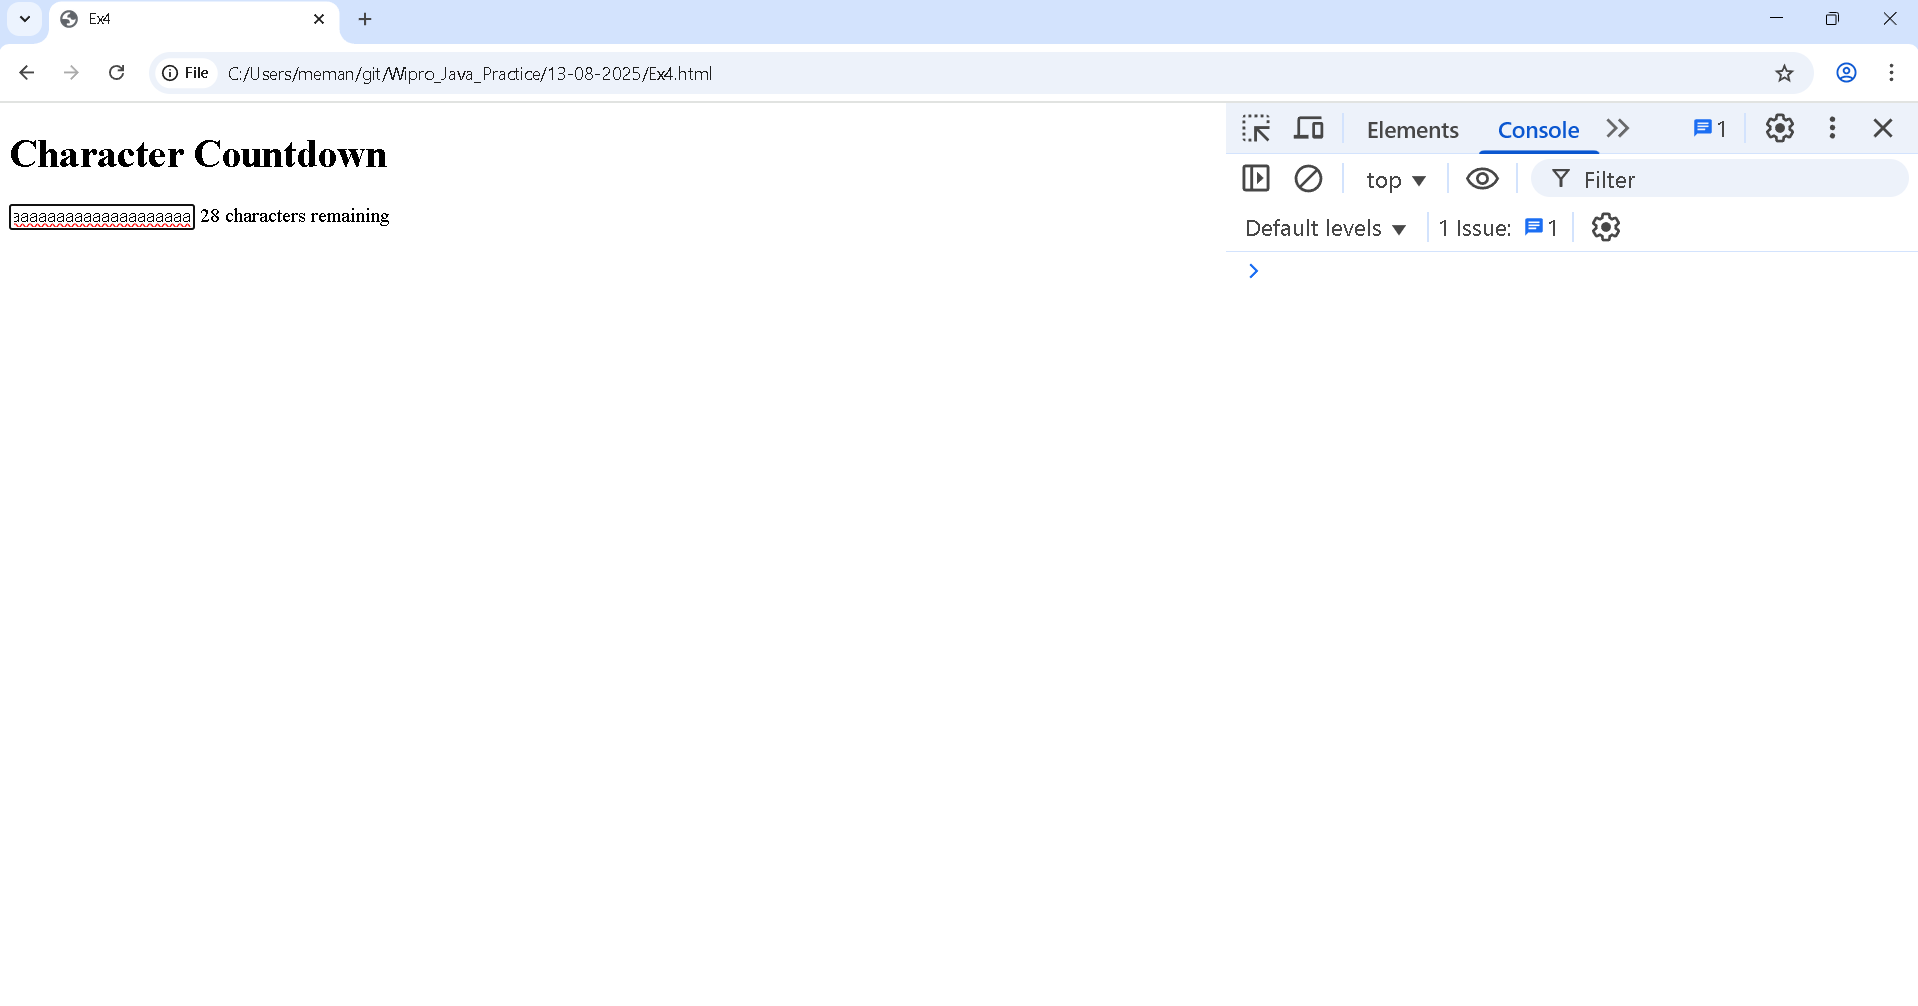 Ex4
File
C:/Users/meman/git/Wipro_Java_Practice/13-08-2025/Ex4.html
Character Countdown
aaaaaaaaaaaaaaaaaaaa 28 characters remaining
Elements Console 1
top Filter
Default levels 1 Issue: 1